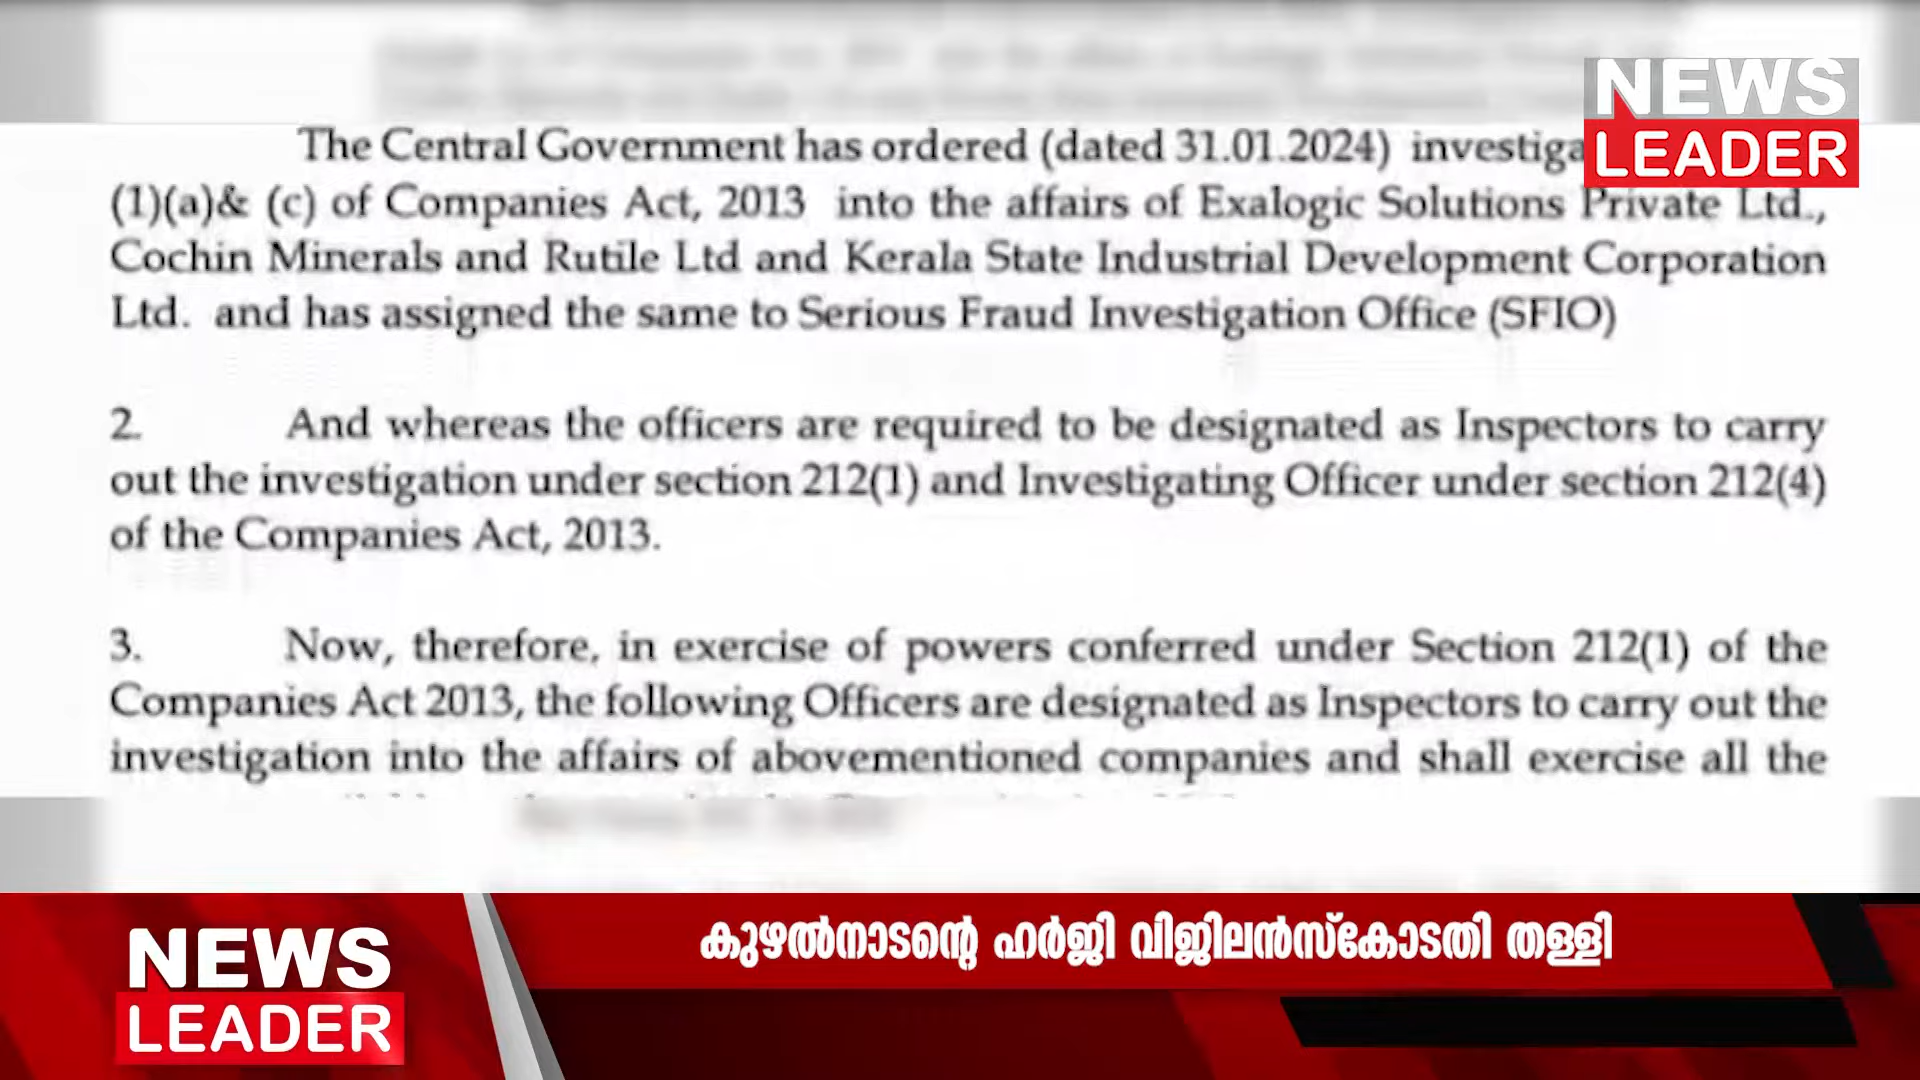 NEWS
LEADER
The Central Government has ordered (dated 31.01.2024) 
(1)(a)& (c) of Companies Act, 2013 into the affairs of Exalogic Solutions Private Ltd.,
Cochin Minerals and Rutile Ltd and Kerala State Industrial Development Corporation
Ltd. and has assigned the same to Serious Fraud Investigation Office (SFIO)
2. And whereas the officers are required to be designated as Inspectors to carry
out the investigation under section 212(1) and Investigating Officer under section 212(4)
of the Companies Act, 2013.
3. Now, therefore, in exercise of powers conferred under Section 212(1) of the
Companies Act 2013, the following Officers are designated as Inspectors to carry out the
investigation into the affairs of abovementioned companies and shall exercise all the
കുഴൽനാടന്റെ ഹർജി വിജിലൻസ്കോടതി തള്ളി
NEWS
LEADER